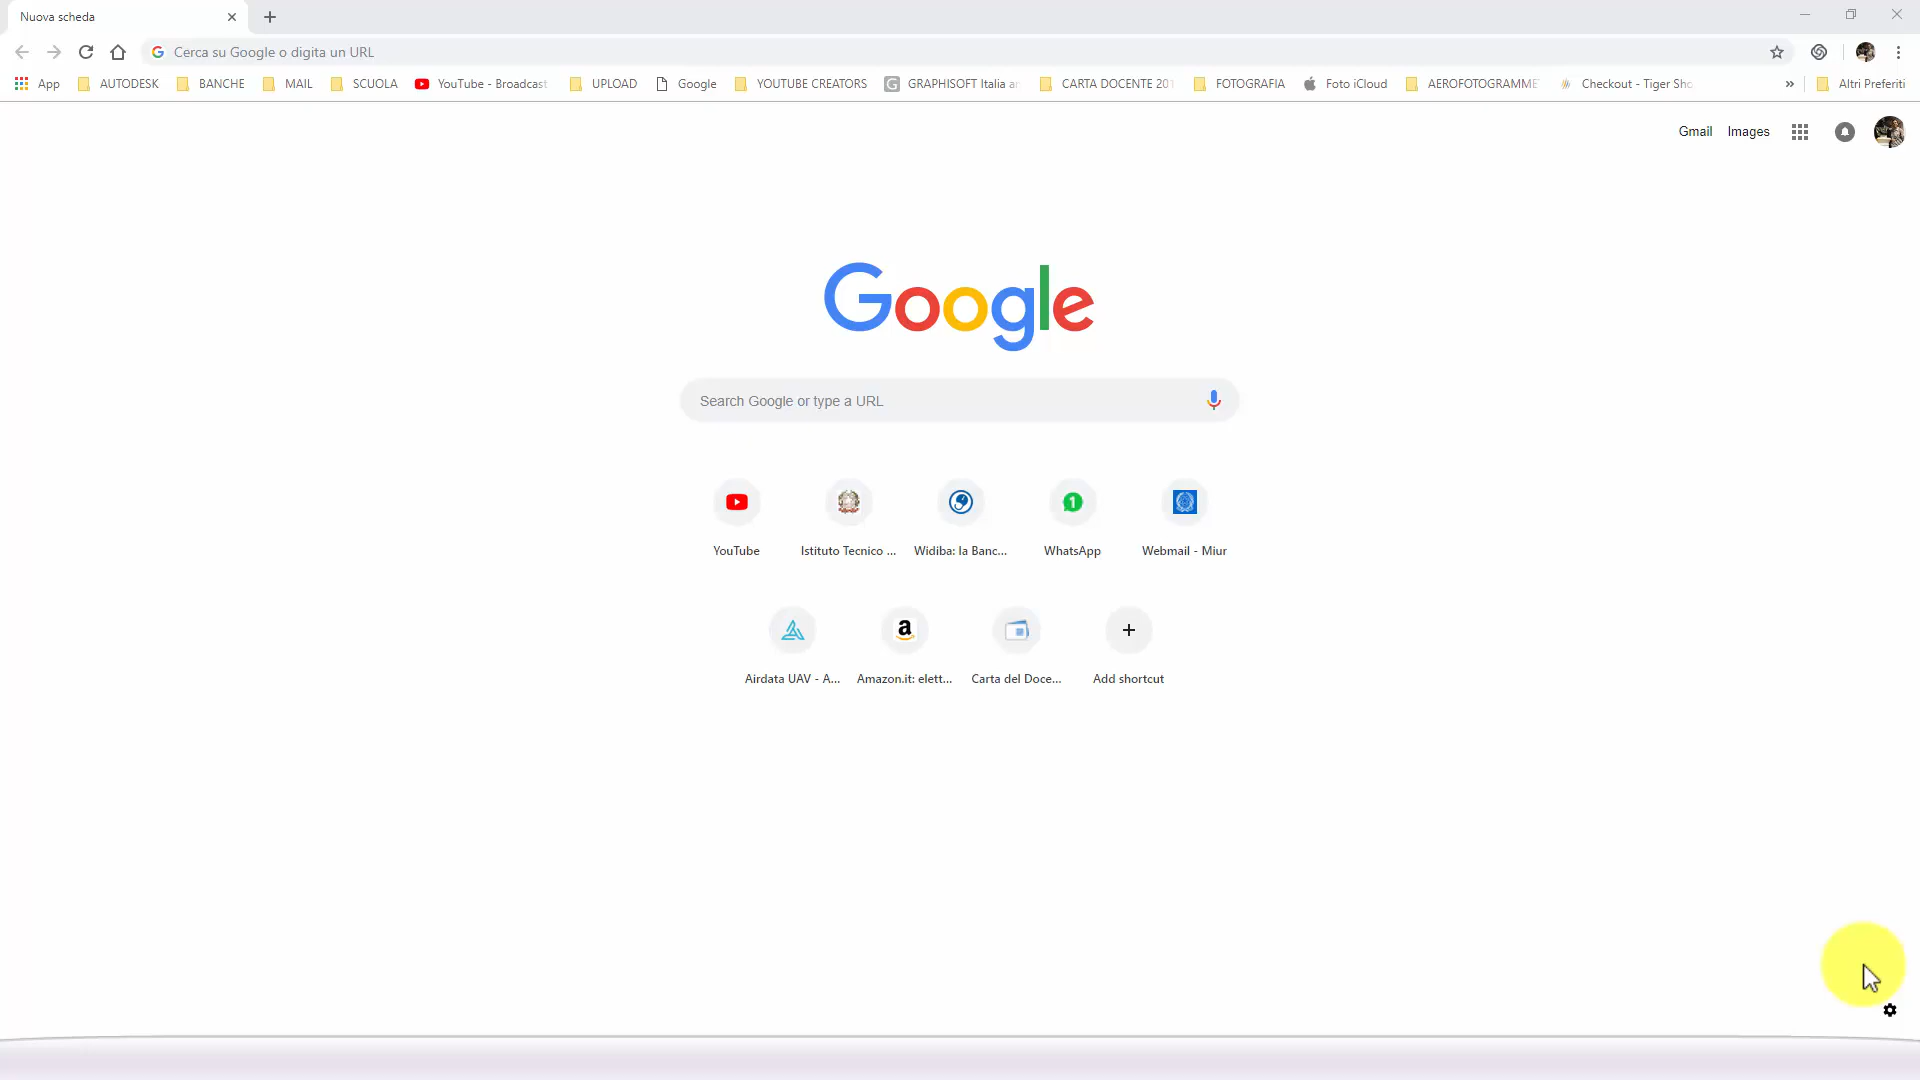 Nuova scheda
Cerca su Google o digita un URL
App AUTODESK BANCHE MAIL SCUOLA YouTube - Broadcast UPLOAD Google YOUTUBE CREATORS GRAPHISOFT Italia ar CARTA DOCENTE 201 FOTOGRAFIA Foto iCloud AEROFOTOGRAMME Checkout - Tiger Sho » Altri Preferiti
Gmail Images
Google
Search Google or type a URL
YouTube Istituto Tecnico ... Widiba: la Banc... WhatsApp Webmail - Miur
Airdata UAV - A... Amazon.it: elett... Carta del Doce... Add shortcut